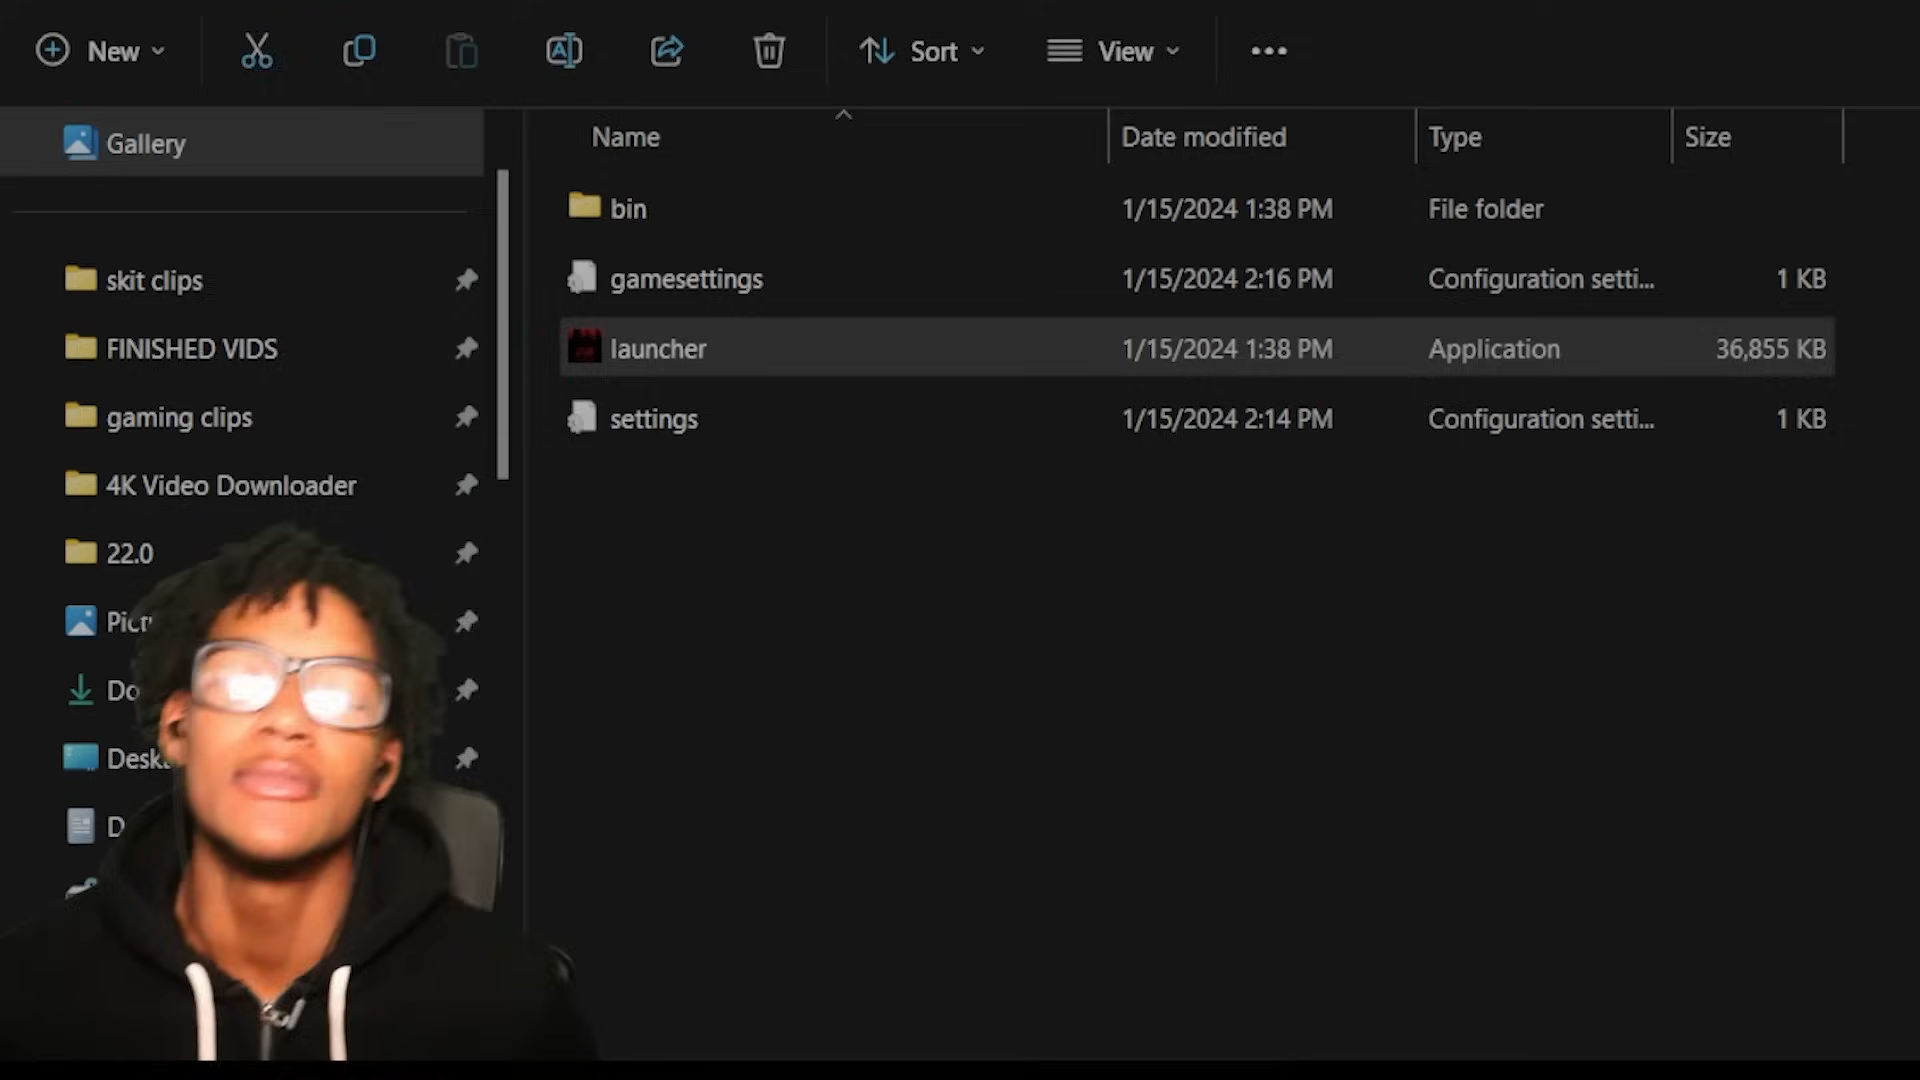 New
Sort
View
Gallery
Name
Date modified
Type
Size
bin
1/15/2024 1:38 PM
File folder
gamesettings
1/15/2024 2:16 PM
Configuration setti...
1 KB
launcher
1/15/2024 1:38 PM
Application
36,855 KB
settings
1/15/2024 2:14 PM
Configuration setti...
1 KB
skit clips
FINISHED VIDS
gaming clips
4K Video Downloader
22.0